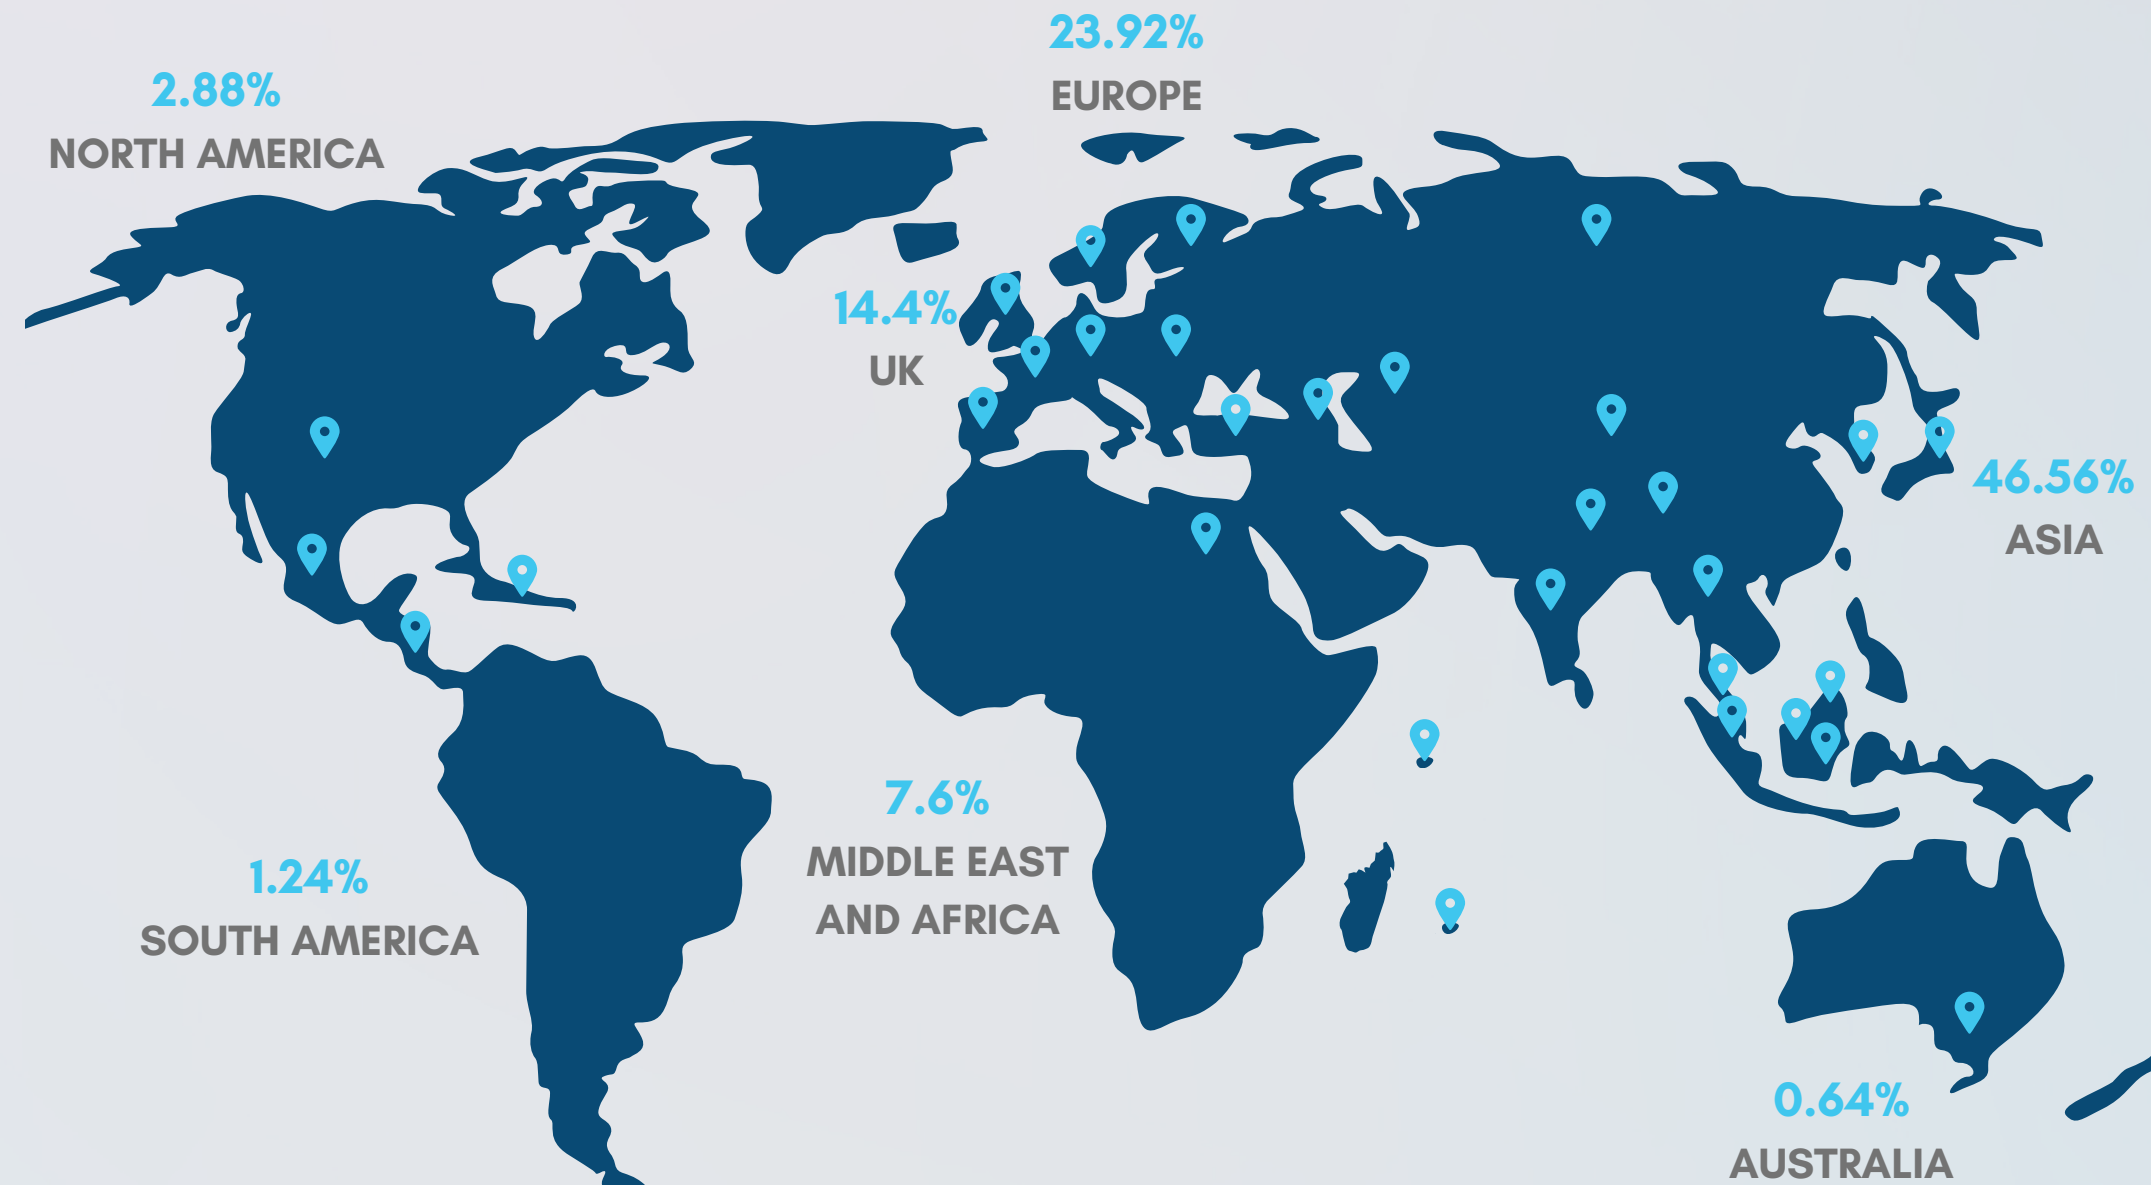 23.92%
EUROPE
2.88%
NORTH AMERICA
14.4%
UK
46.56%
ASIA
7.6%
MIDDLE EAST
AND AFRICA
1.24%
SOUTH AMERICA
0.64%
AUSTRALIA